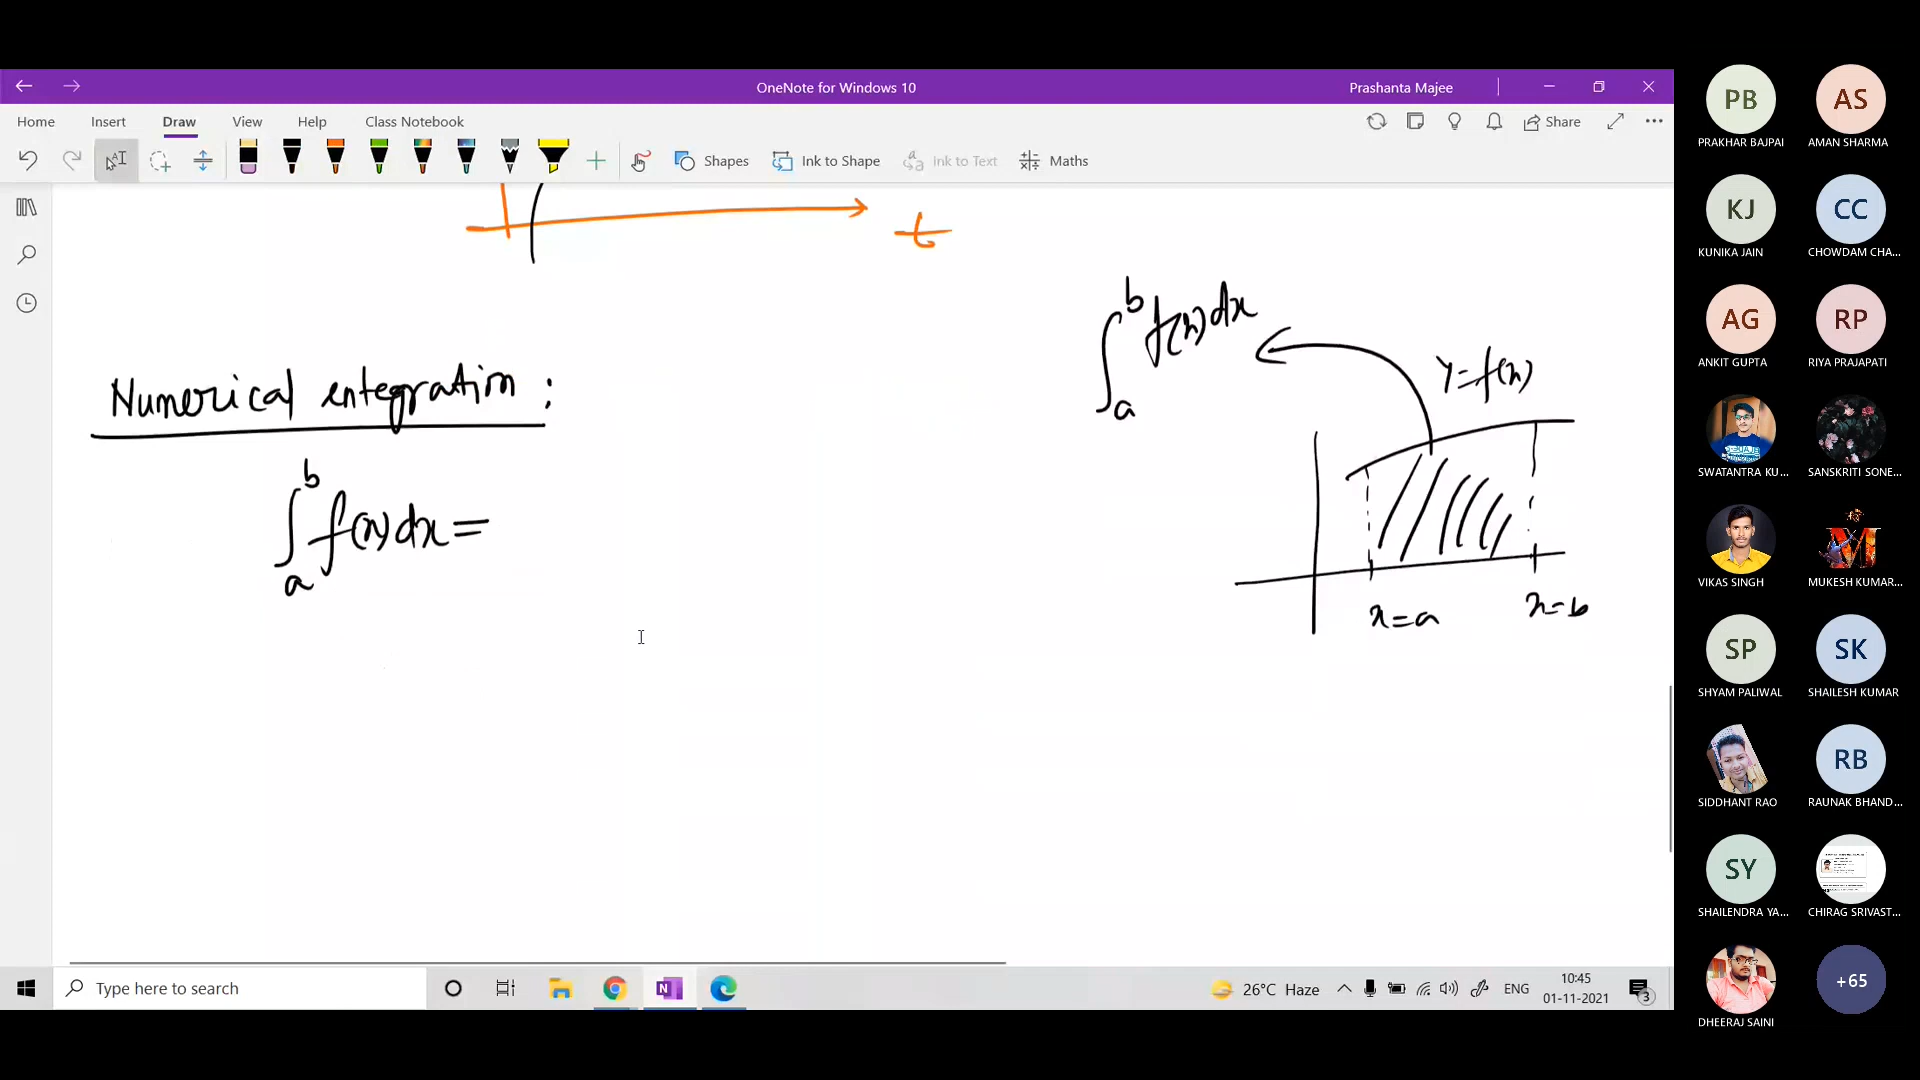 OneNote for Windows 10
Prashanta Majee
Home Insert Draw View Help Class Notebook
Share
Shapes
Ink to Shape
Ink to Text
Maths
t
Numerical integration :
∫_a^b f(x) dx =
∫_a^b f(x) dx
y = f(x)
x = a
x = b
Type here to search
26°C Haze
ENG
10:45
01-11-2021
3
PB
PRAKHAR BAJPAI
AS
AMAN SHARMA
KJ
KUNIKA JAIN
CC
CHOWDAM CHA...
AG
ANKIT GUPTA
RP
RIYA PRAJAPATI
SWATANTRA KU...
SANSKRITI SONE...
VIKAS SINGH
MUKESH KUMAR...
SP
SHYAM PALIWAL
SK
SHAILESH KUMAR
SIDDHANT RAO
RB
RAUNAK BHAND...
SY
SHAILENDRA YA...
CHIRAG SRIVAST...
DHEERAJ SAINI
+65